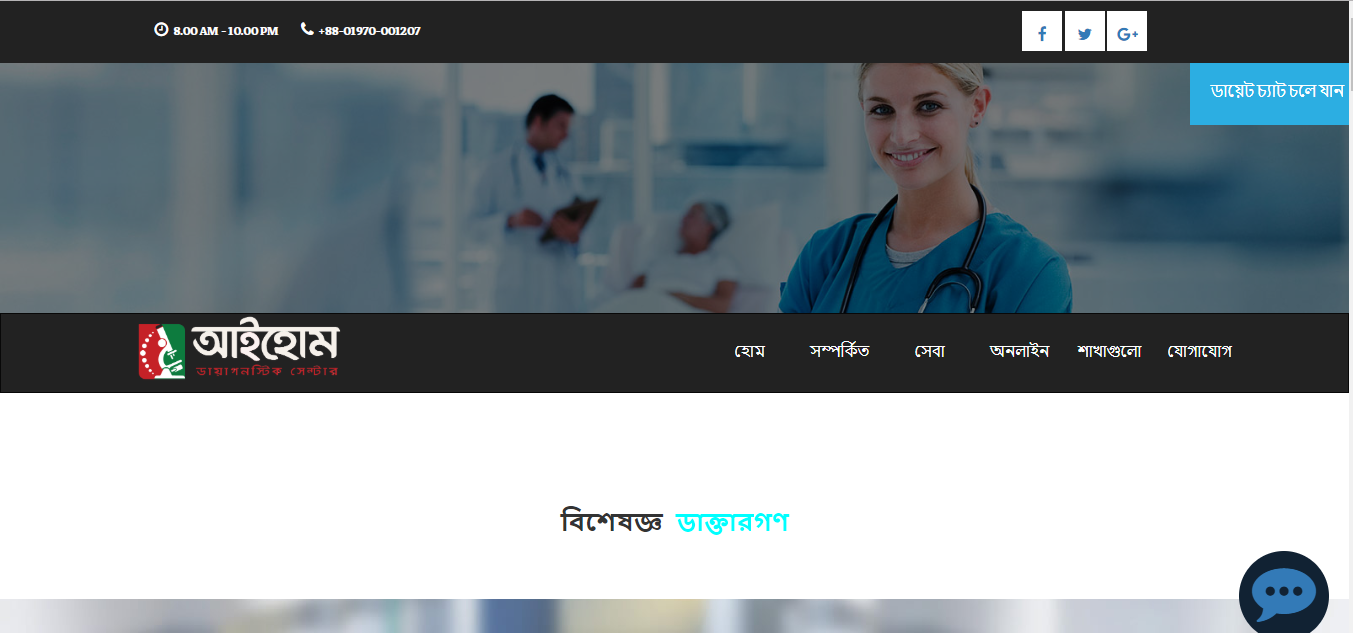 8.00 AM - 10.00 PM +88-01970-001207
ডায়েট চ্যাট চলে যান
আইহোম
ডায়াগনস্টিক সেন্টার
হোম সম্পর্কিত সেবা অনলাইন শাখাগুলো যোগাযোগ
বিশেষজ্ঞ ডাক্তারগণ